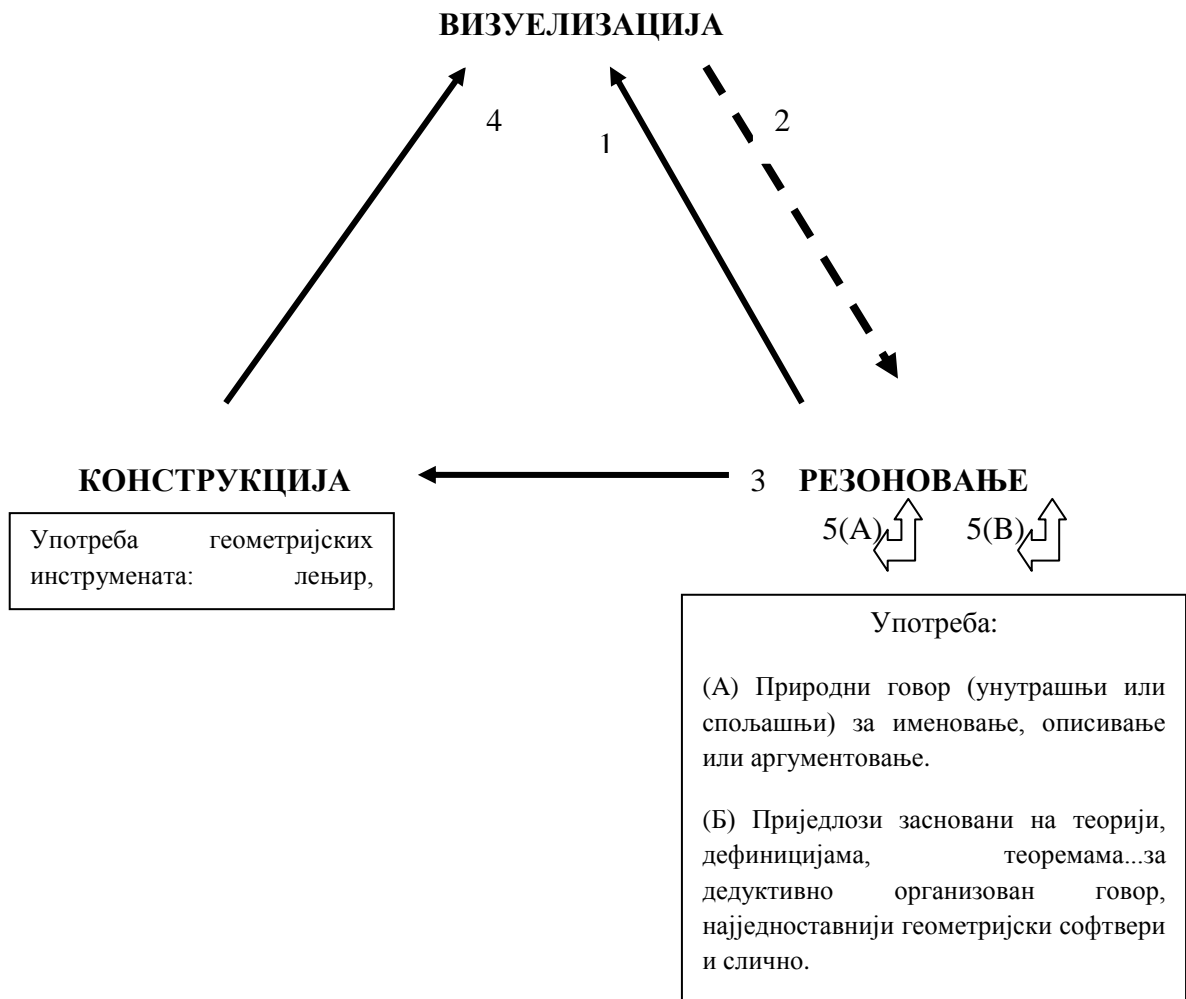 ВИЗУЕЛИЗАЦИЈА
4
1
2
КОНСТРУКЦИЈА
3 РЕЗОНОВАЊЕ
5(А) 5(В)
Употреба геометријских
инструмената: лењир,
Употреба:
(А) Природни говор (унутрашњи или
спољашњи) за именовање, описивање
или аргументовање.
(Б) Приједлози засновани на теорији,
дефиницијама, теоремама...за
дедуктивно организован говор,
најједноставнији геометријски софтвери
и слично.